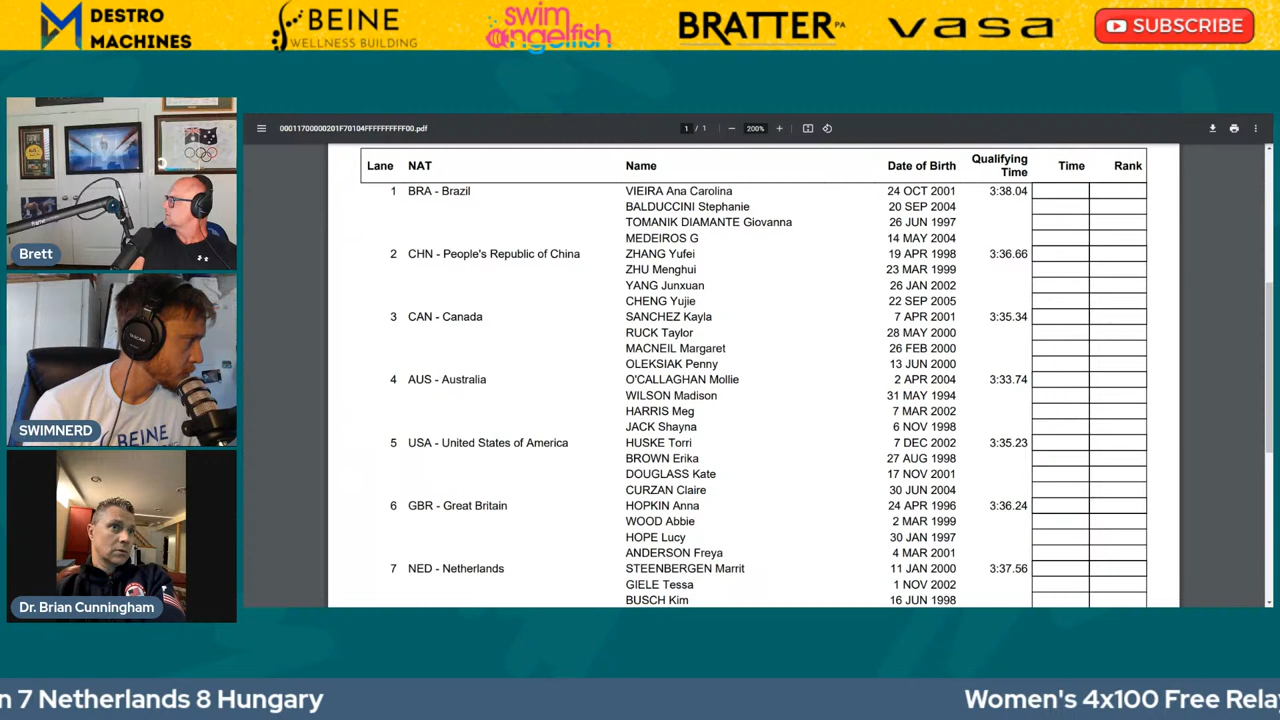 DESTRO
MACHINES
BEINE
WELLNESS BUILDING
swim
angelfish
BRATTER PA
vasa
SUBSCRIBE
00011700000201F70104FFFFFFFFFF00.pdf
1 / 1
200%
Lane NAT Name Date of Birth Qualifying Time Time Rank
1 BRA - Brazil VIEIRA Ana Carolina 24 OCT 2001 3:38.04
BALDUCCINI Stephanie 20 SEP 2004
TOMANIK DIAMANTE Giovanna 26 JUN 1997
MEDEIROS G 14 MAY 2004
2 CHN - People's Republic of China ZHANG Yufei 19 APR 1998 3:36.66
ZHU Menghui 23 MAR 1999
YANG Junxuan 26 JAN 2002
CHENG Yujie 22 SEP 2005
3 CAN - Canada SANCHEZ Kayla 7 APR 2001 3:35.34
RUCK Taylor 28 MAY 2000
MACNEIL Margaret 26 FEB 2000
OLEKSIAK Penny 13 JUN 2000
4 AUS - Australia O'CALLAGHAN Mollie 2 APR 2004 3:33.74
WILSON Madison 31 MAY 1994
HARRIS Meg 7 MAR 2002
JACK Shayna 6 NOV 1998
5 USA - United States of America HUSKE Torri 7 DEC 2002 3:35.23
BROWN Erika 27 AUG 1998
DOUGLASS Kate 17 NOV 2001
CURZAN Claire 30 JUN 2004
6 GBR - Great Britain HOPKIN Anna 24 APR 1996 3:36.24
WOOD Abbie 2 MAR 1999
HOPE Lucy 30 JAN 1997
ANDERSON Freya 4 MAR 2001
7 NED - Netherlands STEENBERGEN Marrit 11 JAN 2000 3:37.56
GIELE Tessa 1 NOV 2002
BUSCH Kim 16 JUN 1998
Brett
BEINE
SWIMNERD
Dr. Brian Cunningham
n 7 Netherlands 8 Hungary
Women's 4x100 Free Relay